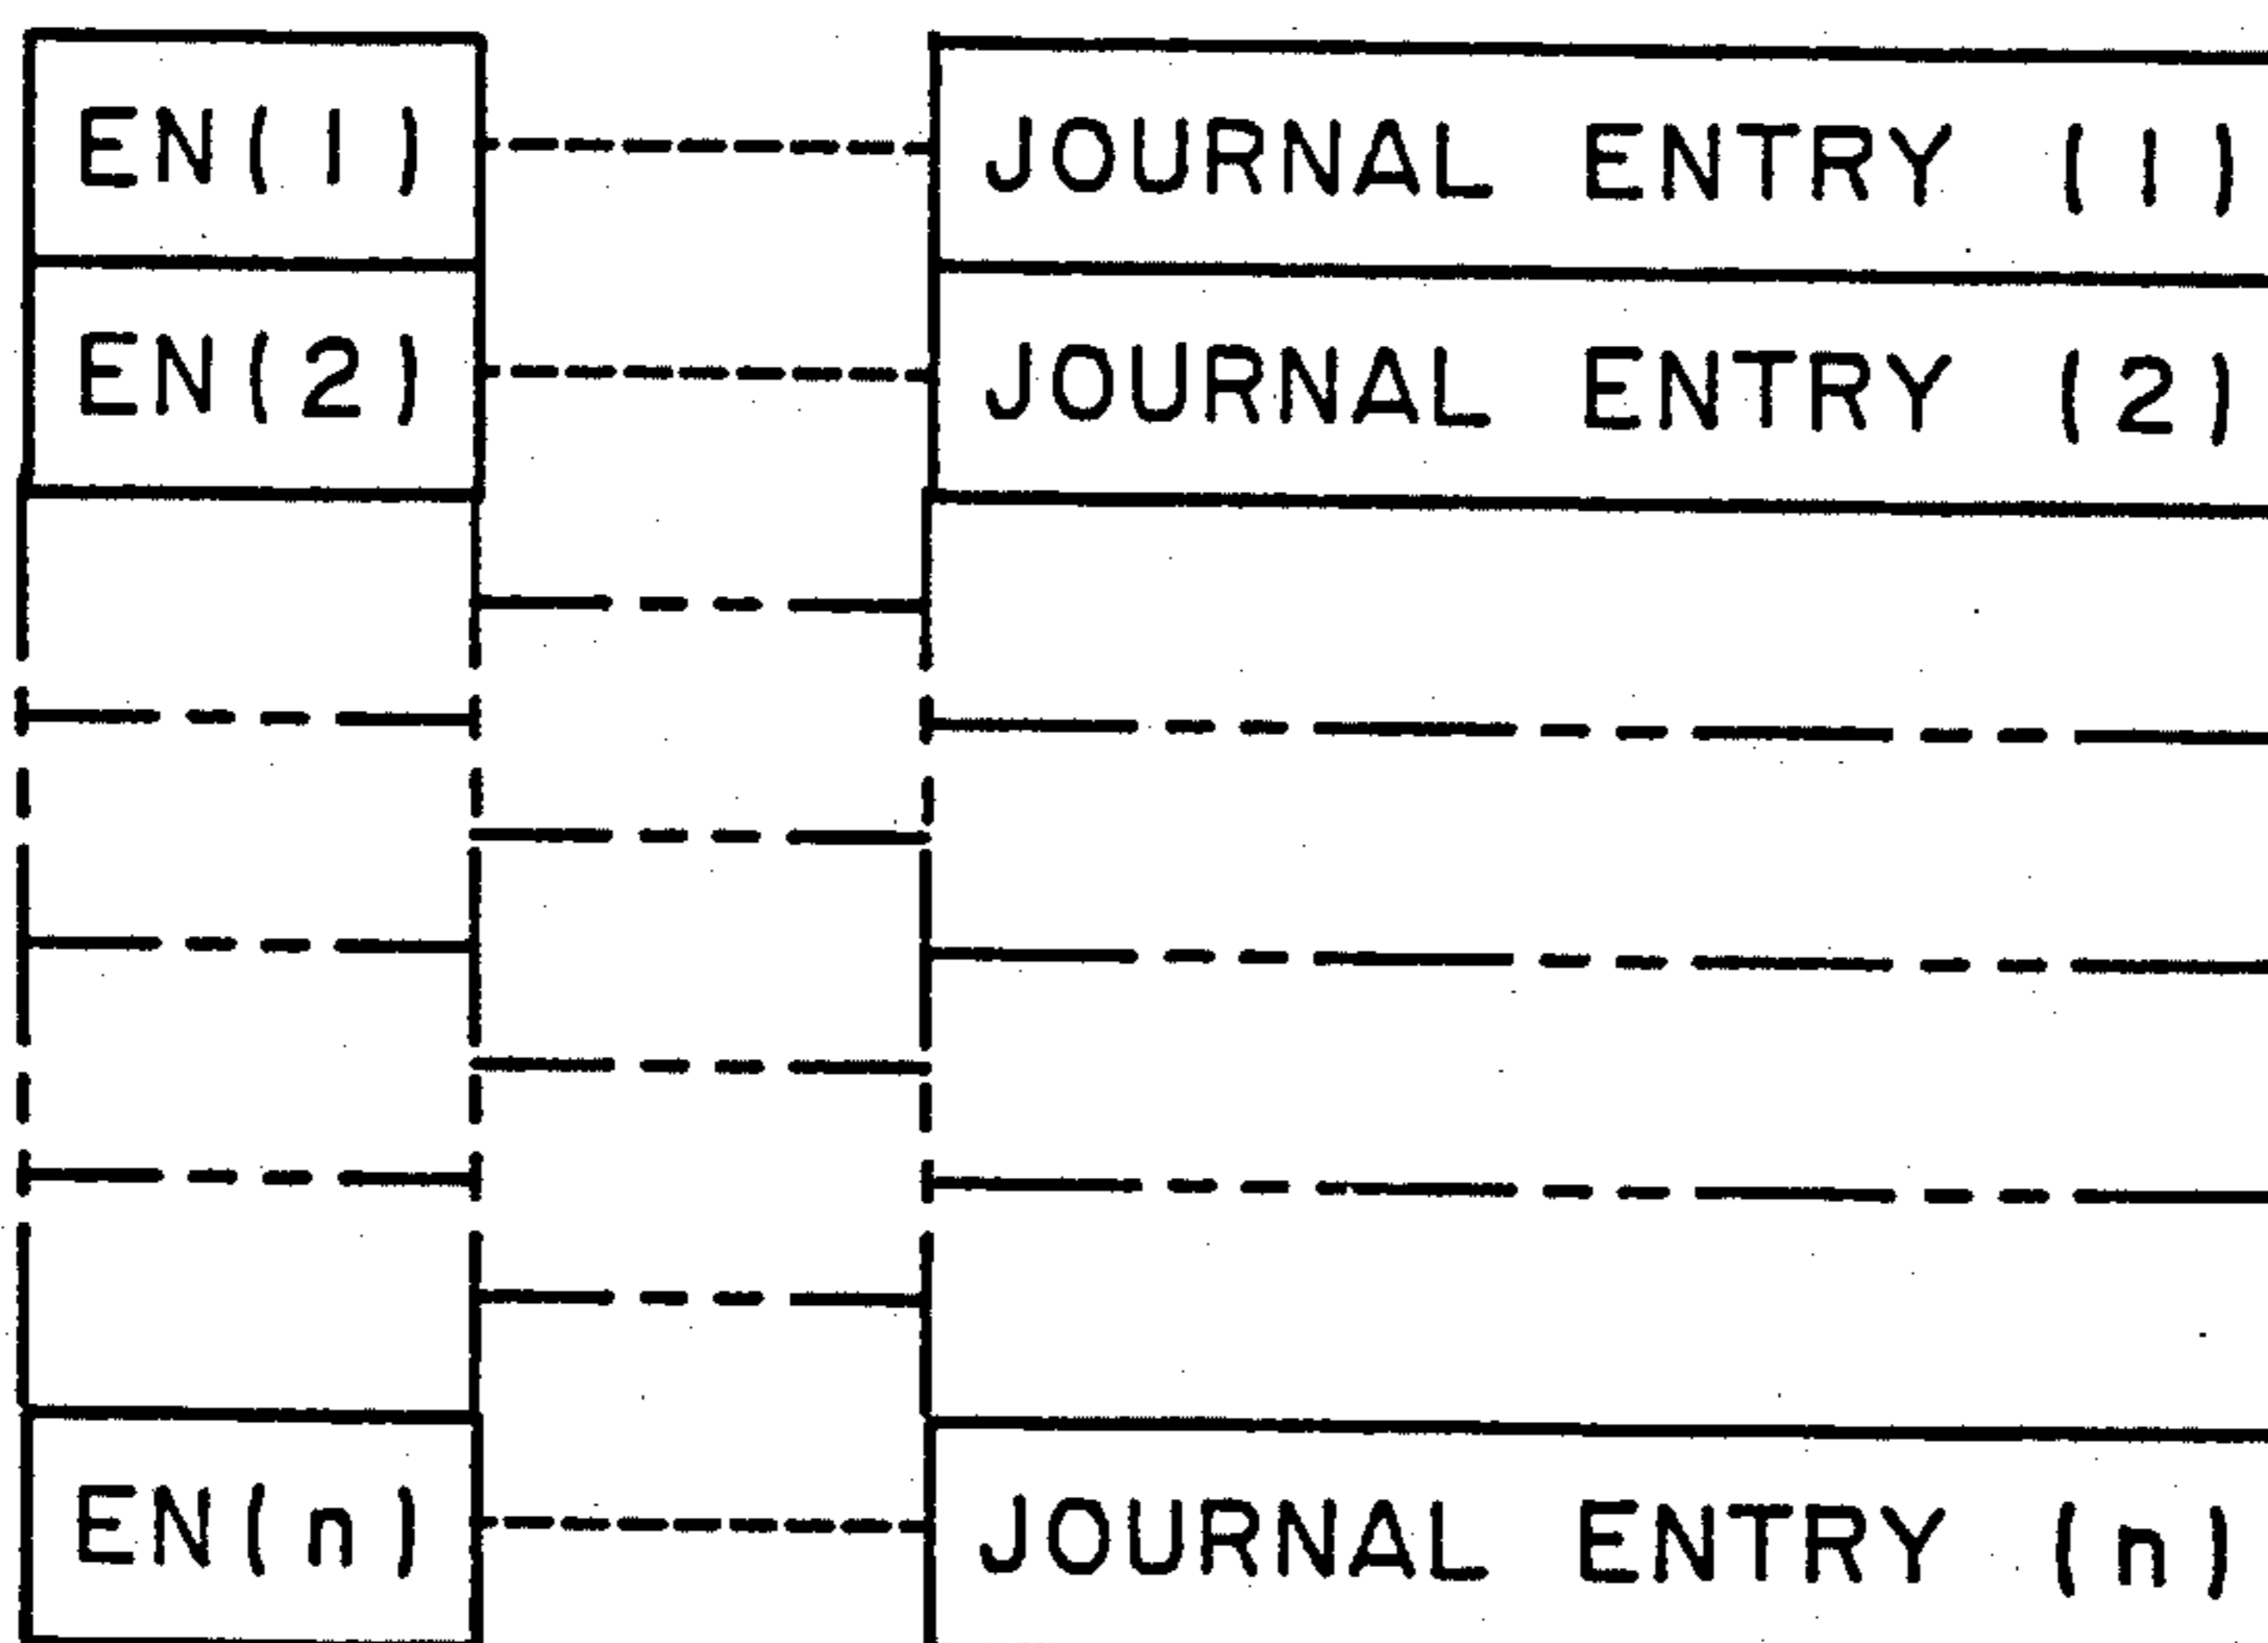 EN(1) JOURNAL ENTRY (1)
EN(2) JOURNAL ENTRY (2)
EN(n) JOURNAL ENTRY (n)